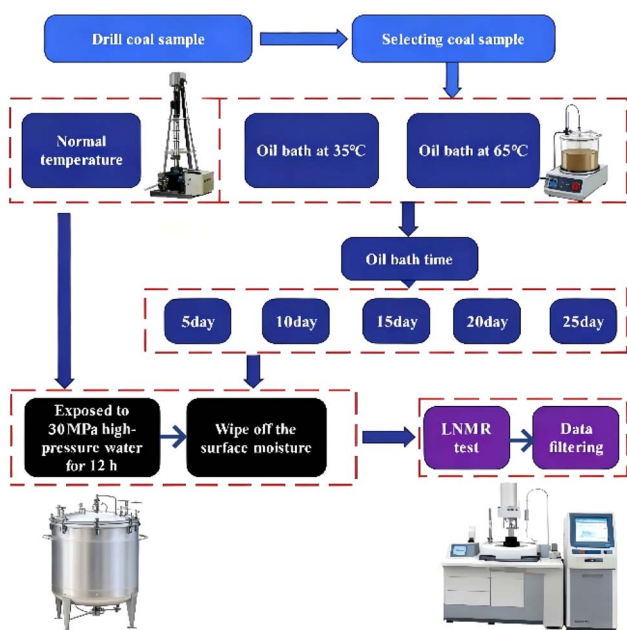 Drill coal sample
Selecting coal sample
Normal
temperature
Oil bath at 35℃
Oil bath at 65℃
Oil bath time
5day
10day
15day
20day
25day
Exposed to
30 MPa high-
pressure water
for 12 h
Wipe off the
surface moisture
LNMR
test
Data
filtering